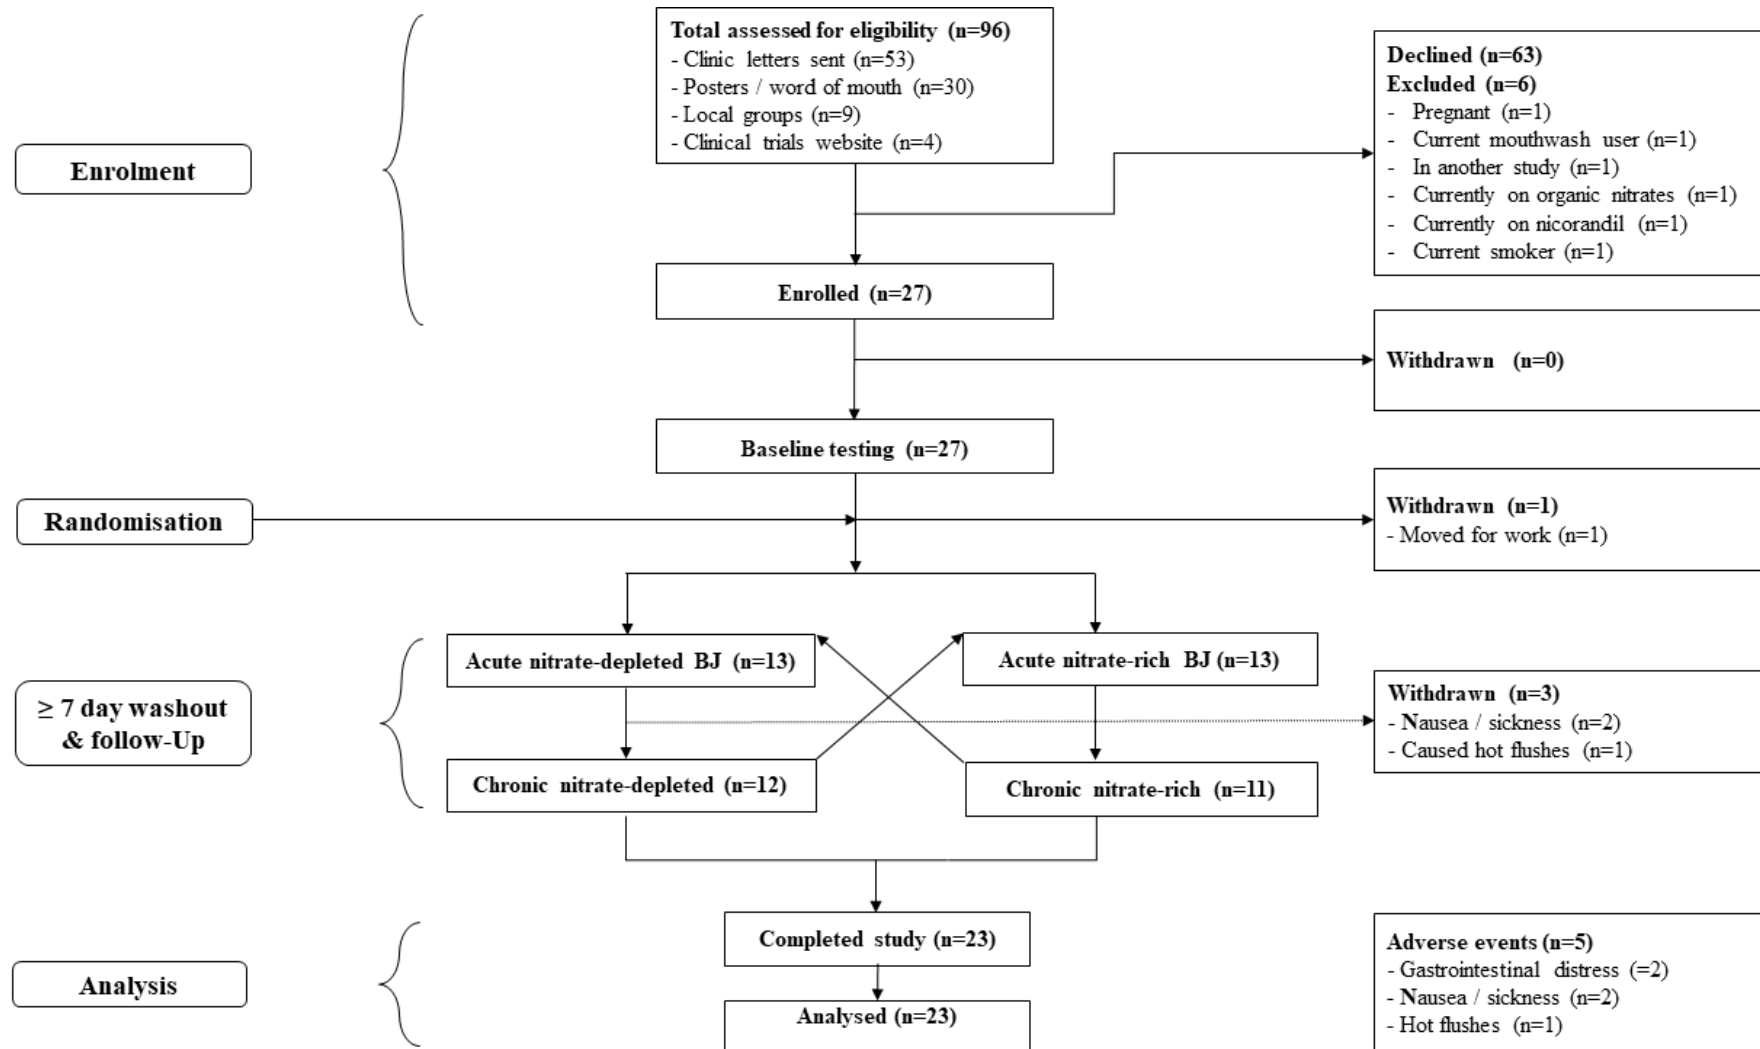 Total assessed for eligibility (n=96)
- Clinic letters sent (n=53)
- Posters / word of mouth (n=30)
- Local groups (n=9)
- Clinical trials website (n=4)
Declined (n=63)
Excluded (n=6)
- Pregnant (n=1)
- Current mouthwash user (n=1)
- In another study (n=1)
- Currently on organic nitrates (n=1)
- Currently on nicorandil (n=1)
- Current smoker (n=1)
Enrolment
Enrolled (n=27)
Withdrawn (n=0)
Baseline testing (n=27)
Randomisation
Withdrawn (n=1)
- Moved for work (n=1)
Acute nitrate-depleted BJ (n=13)
Acute nitrate-rich BJ (n=13)
≥ 7 day washout
& follow-Up
Withdrawn (n=3)
- Nausea / sickness (n=2)
- Caused hot flushes (n=1)
Chronic nitrate-depleted (n=12)
Chronic nitrate-rich (n=11)
Completed study (n=23)
Analysis
Analysed (n=23)
Adverse events (n=5)
- Gastrointestinal distress (=2)
- Nausea / sickness (n=2)
- Hot flushes (n=1)